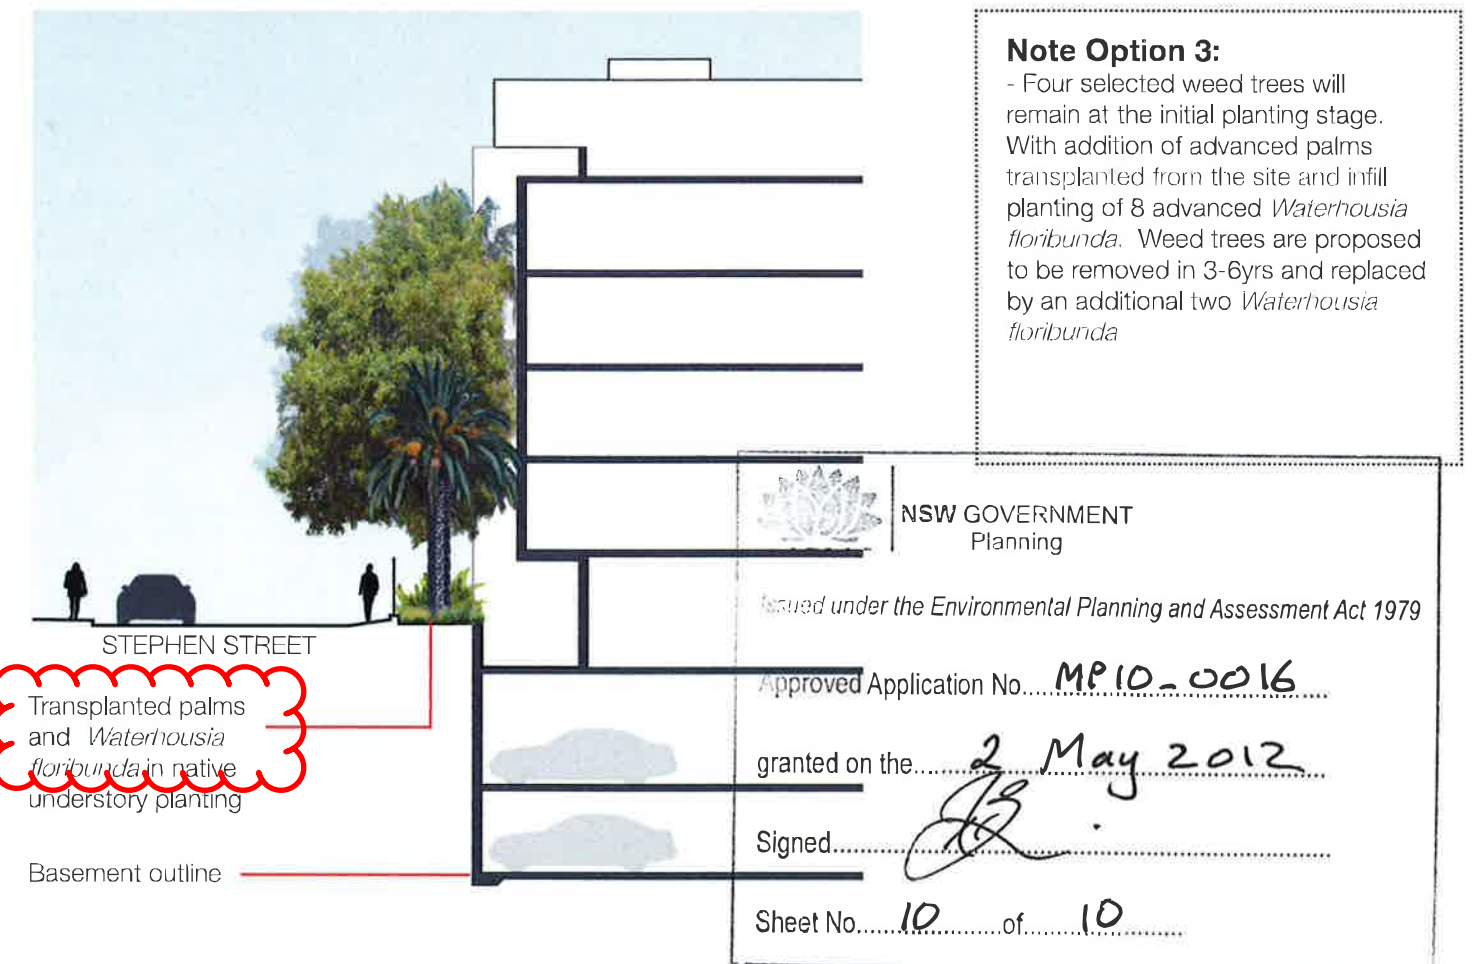 Note Option 3:
- Four selected weed trees will
remain at the initial planting stage.
With addition of advanced palms
transplanted from the site and infill
planting of 8 advanced Waterhousia
floribunda. Weed trees are proposed
to be removed in 3-6yrs and replaced
by an additional two Waterhousia
floribunda
NSW GOVERNMENT
Planning
Issued under the Environmental Planning and Assessment Act 1979
Approved Application No.... MP10_0016
granted on the.... 2 May 2012
Signed....
Sheet No.... 10 ....of.... 10 ....
STEPHEN STREET
Transplanted palms
and Waterhousia
floribunda in native
understory planting
Basement outline